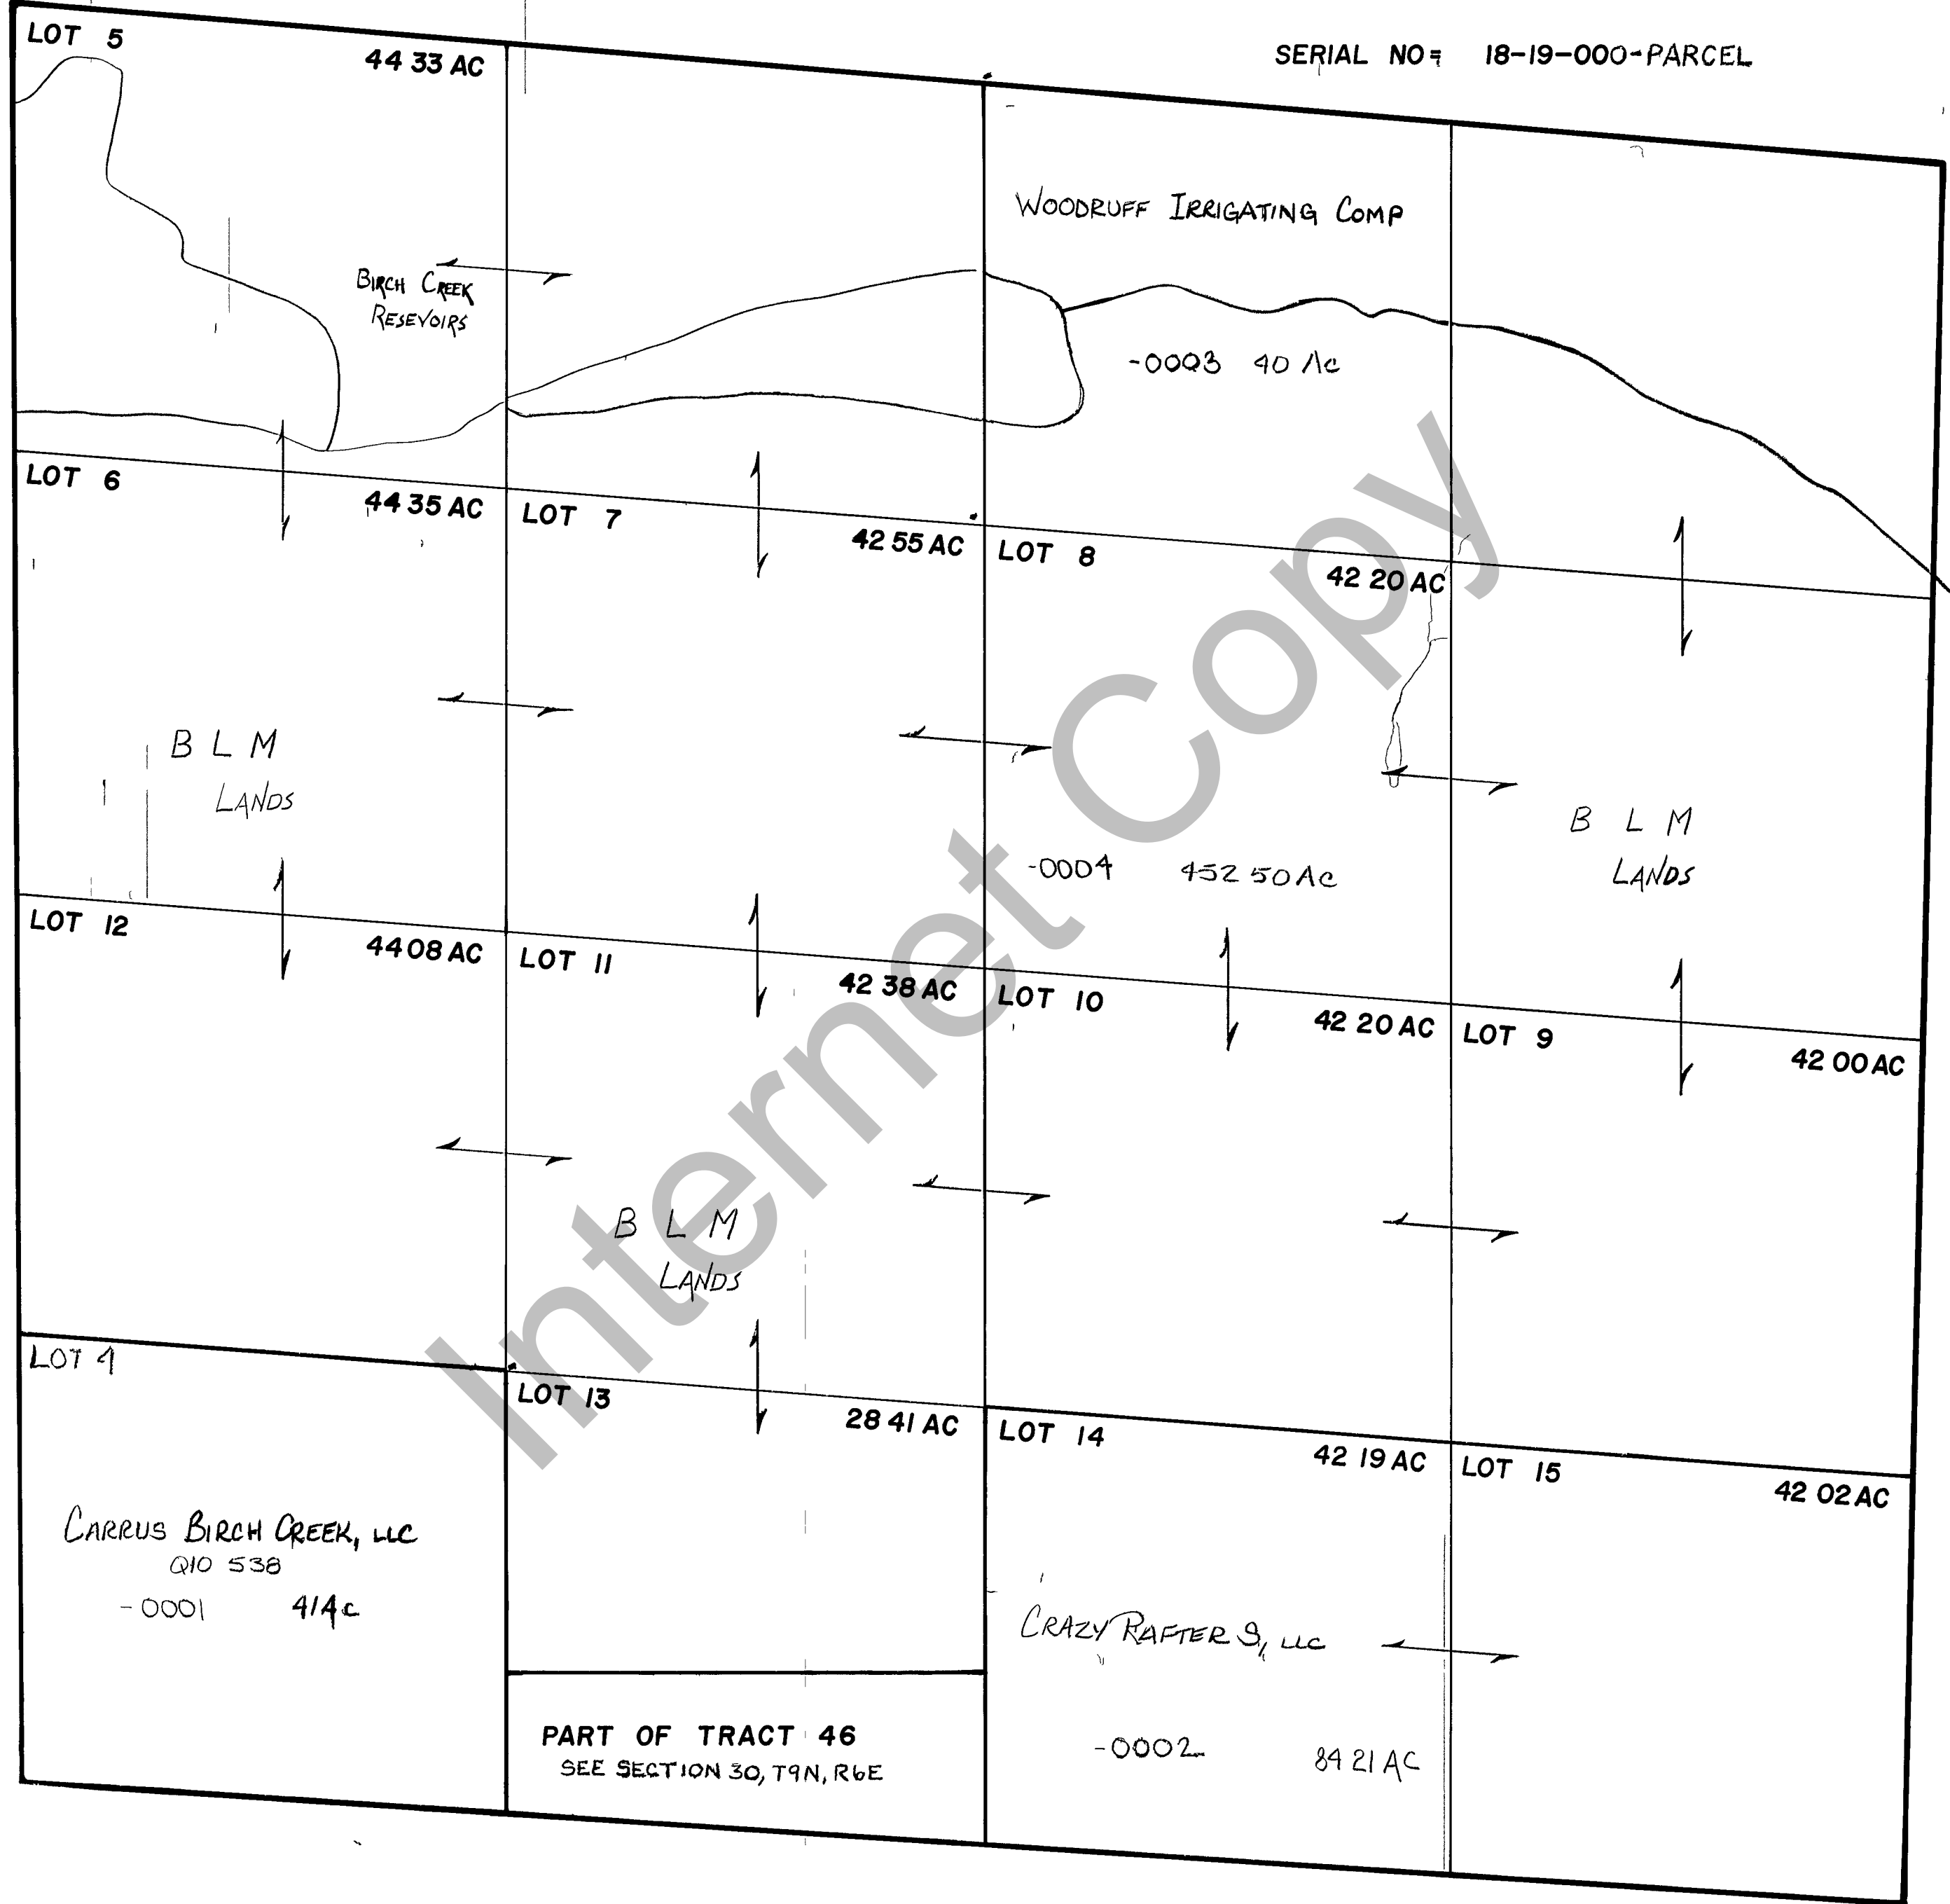 SERIAL NO= 18-19-000-PARCEL
LOT 5
44 33 AC
WOODRUFF IRRIGATING COMP
BIRCH CREEK
RESEVOIRS
-0003 40 Ac
LOT 6
44 35 AC
LOT 7
42 55 AC
LOT 8
42 20 AC
B L M
LANDS
B L M
LANDS
-0004 452 50 Ac
LOT 12
44 08 AC
LOT 11
42 38 AC
LOT 10
42 20 AC
LOT 9
42 00 AC
B L M
LANDS
LOT 4
LOT 13
28 41 AC
LOT 14
42 19 AC
LOT 15
42 02 AC
CARRUS BIRCH CREEK, LLC
Q10 538
-0001 41Ac
CRAZY RAFTER S, LLC
PART OF TRACT 46
SEE SECTION 30, T9N, R6E
-0002 84 21 AC
Internet Copy